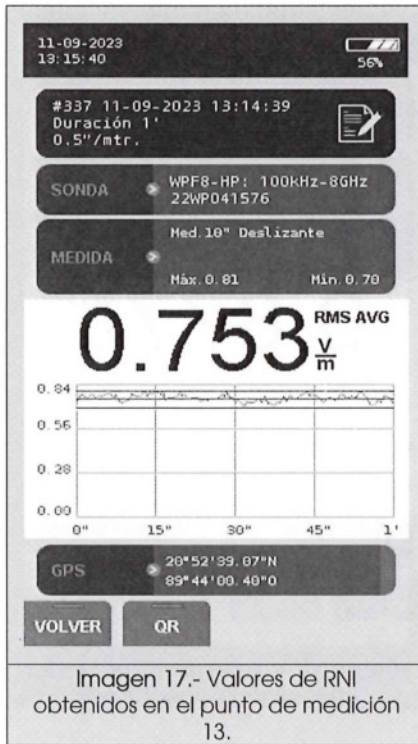 11-09-2023
13:15:40
56%
#337 11-09-2023 13:14:39
Duración 1'
0.5"/mtr.
SONDA
WPF8-HP: 100kHz-8GHz
22WP041576
MEDIDA
Med.10" Deslizante
Máx.0.81 Min.0.70
0.753 RMS AVG
V/m
0.84
0.56
0.28
0.00
0" 15" 30" 45" 1'
GPS
20°52'39.07"N
89°44'00.40"O
VOLVER QR
Imagen 17.- Valores de RNI
obtenidos en el punto de medición
13.